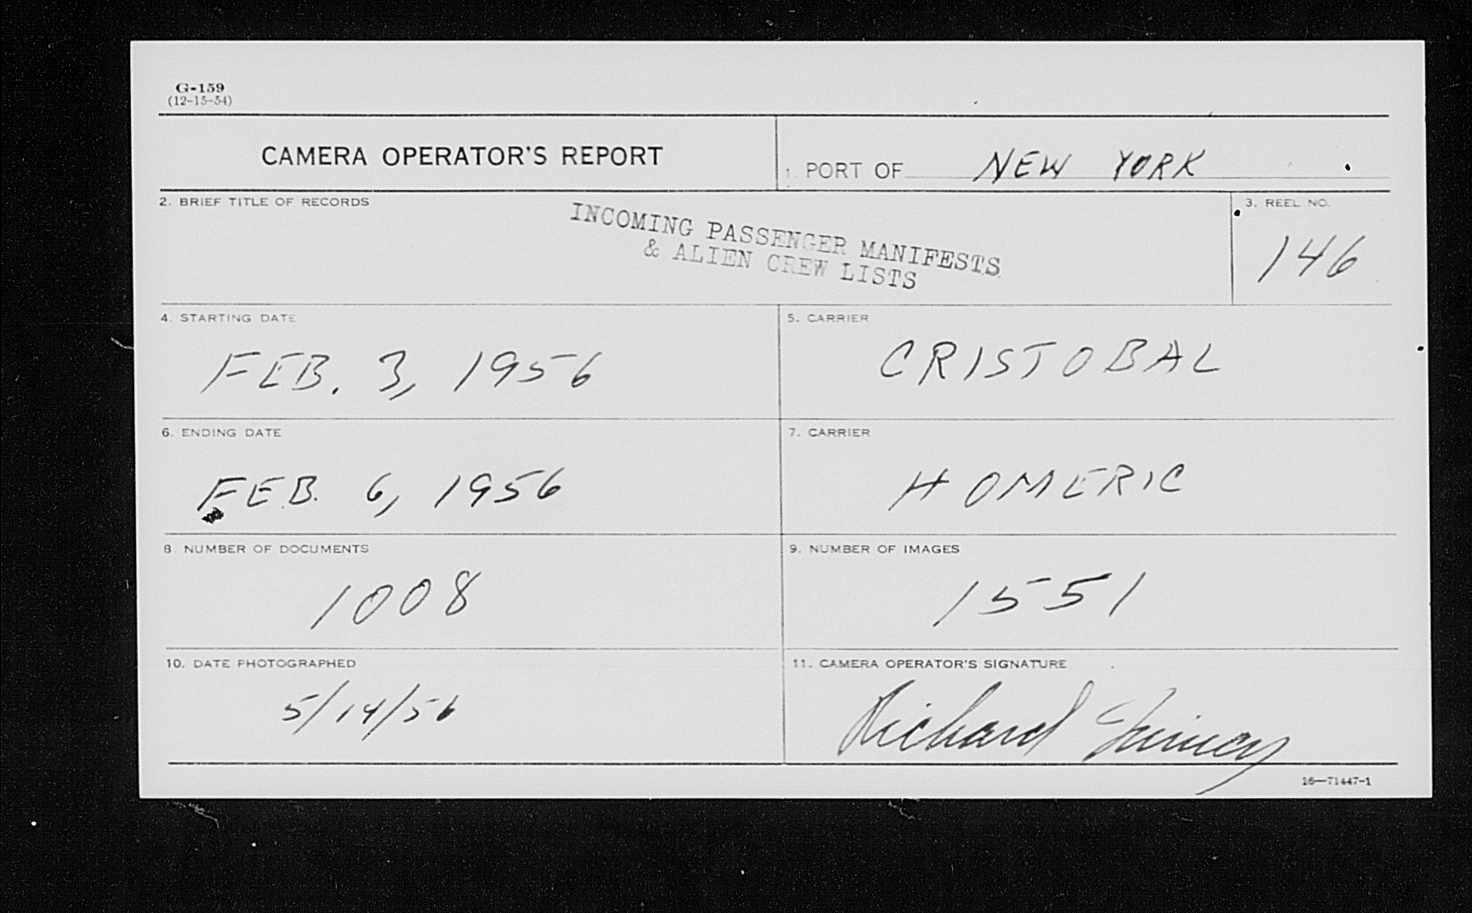 G-159
(12-15-54)
CAMERA OPERATOR'S REPORT
1. PORT OF NEW YORK
2. BRIEF TITLE OF RECORDS
INCOMING PASSENGER MANIFESTS
& ALIEN CREW LISTS
3. REEL NO.
146
4. STARTING DATE
FEB. 3, 1956
5. CARRIER
CRISTOBAL
6. ENDING DATE
FEB. 6, 1956
7. CARRIER
HOMERIC
8. NUMBER OF DOCUMENTS
1008
9. NUMBER OF IMAGES
1551
10. DATE PHOTOGRAPHED
5/14/56
11. CAMERA OPERATOR'S SIGNATURE
Richard
16—71447-1